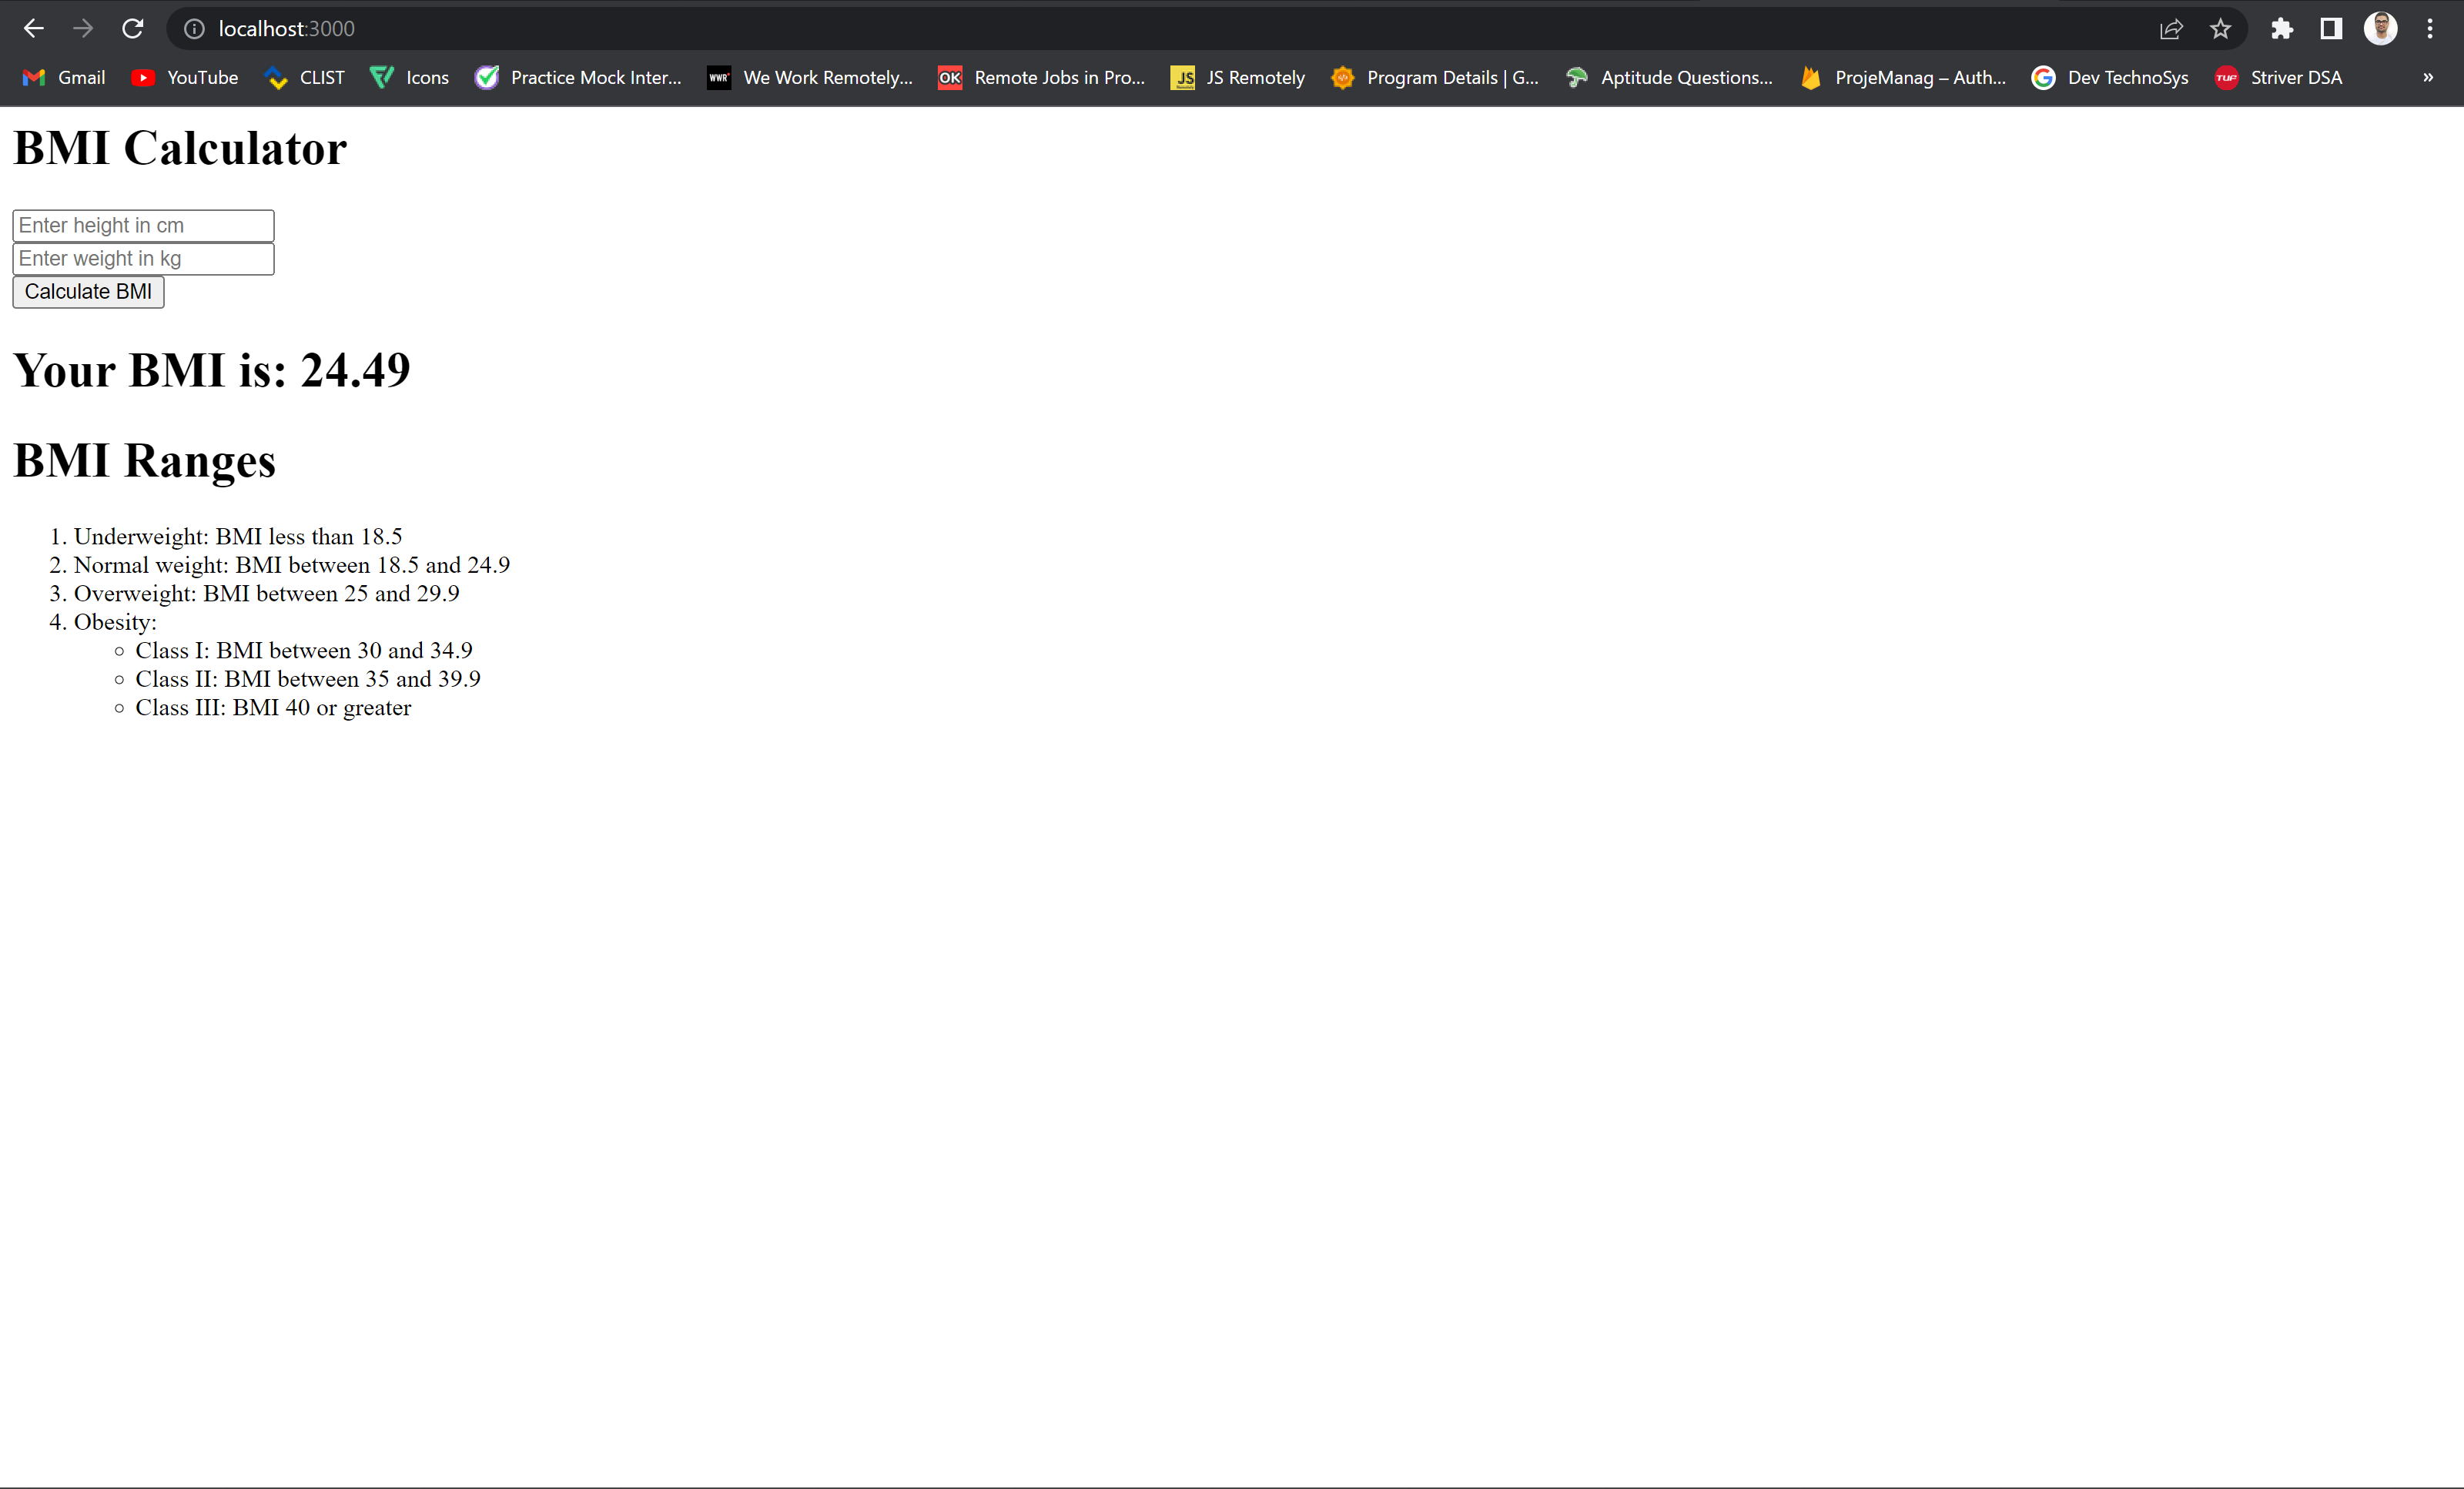 localhost:3000
Gmail YouTube CLIST Icons Practice Mock Inter... WWR We Work Remotely... OK Remote Jobs in Pro... JS JS Remotely Program Details | G... Aptitude Questions... ProjeManag – Auth... Dev TechnoSys TUF Striver DSA »
BMI Calculator
Enter height in cm
Enter weight in kg
Calculate BMI
Your BMI is: 24.49
BMI Ranges
1. Underweight: BMI less than 18.5
2. Normal weight: BMI between 18.5 and 24.9
3. Overweight: BMI between 25 and 29.9
4. Obesity:
Class I: BMI between 30 and 34.9
Class II: BMI between 35 and 39.9
Class III: BMI 40 or greater